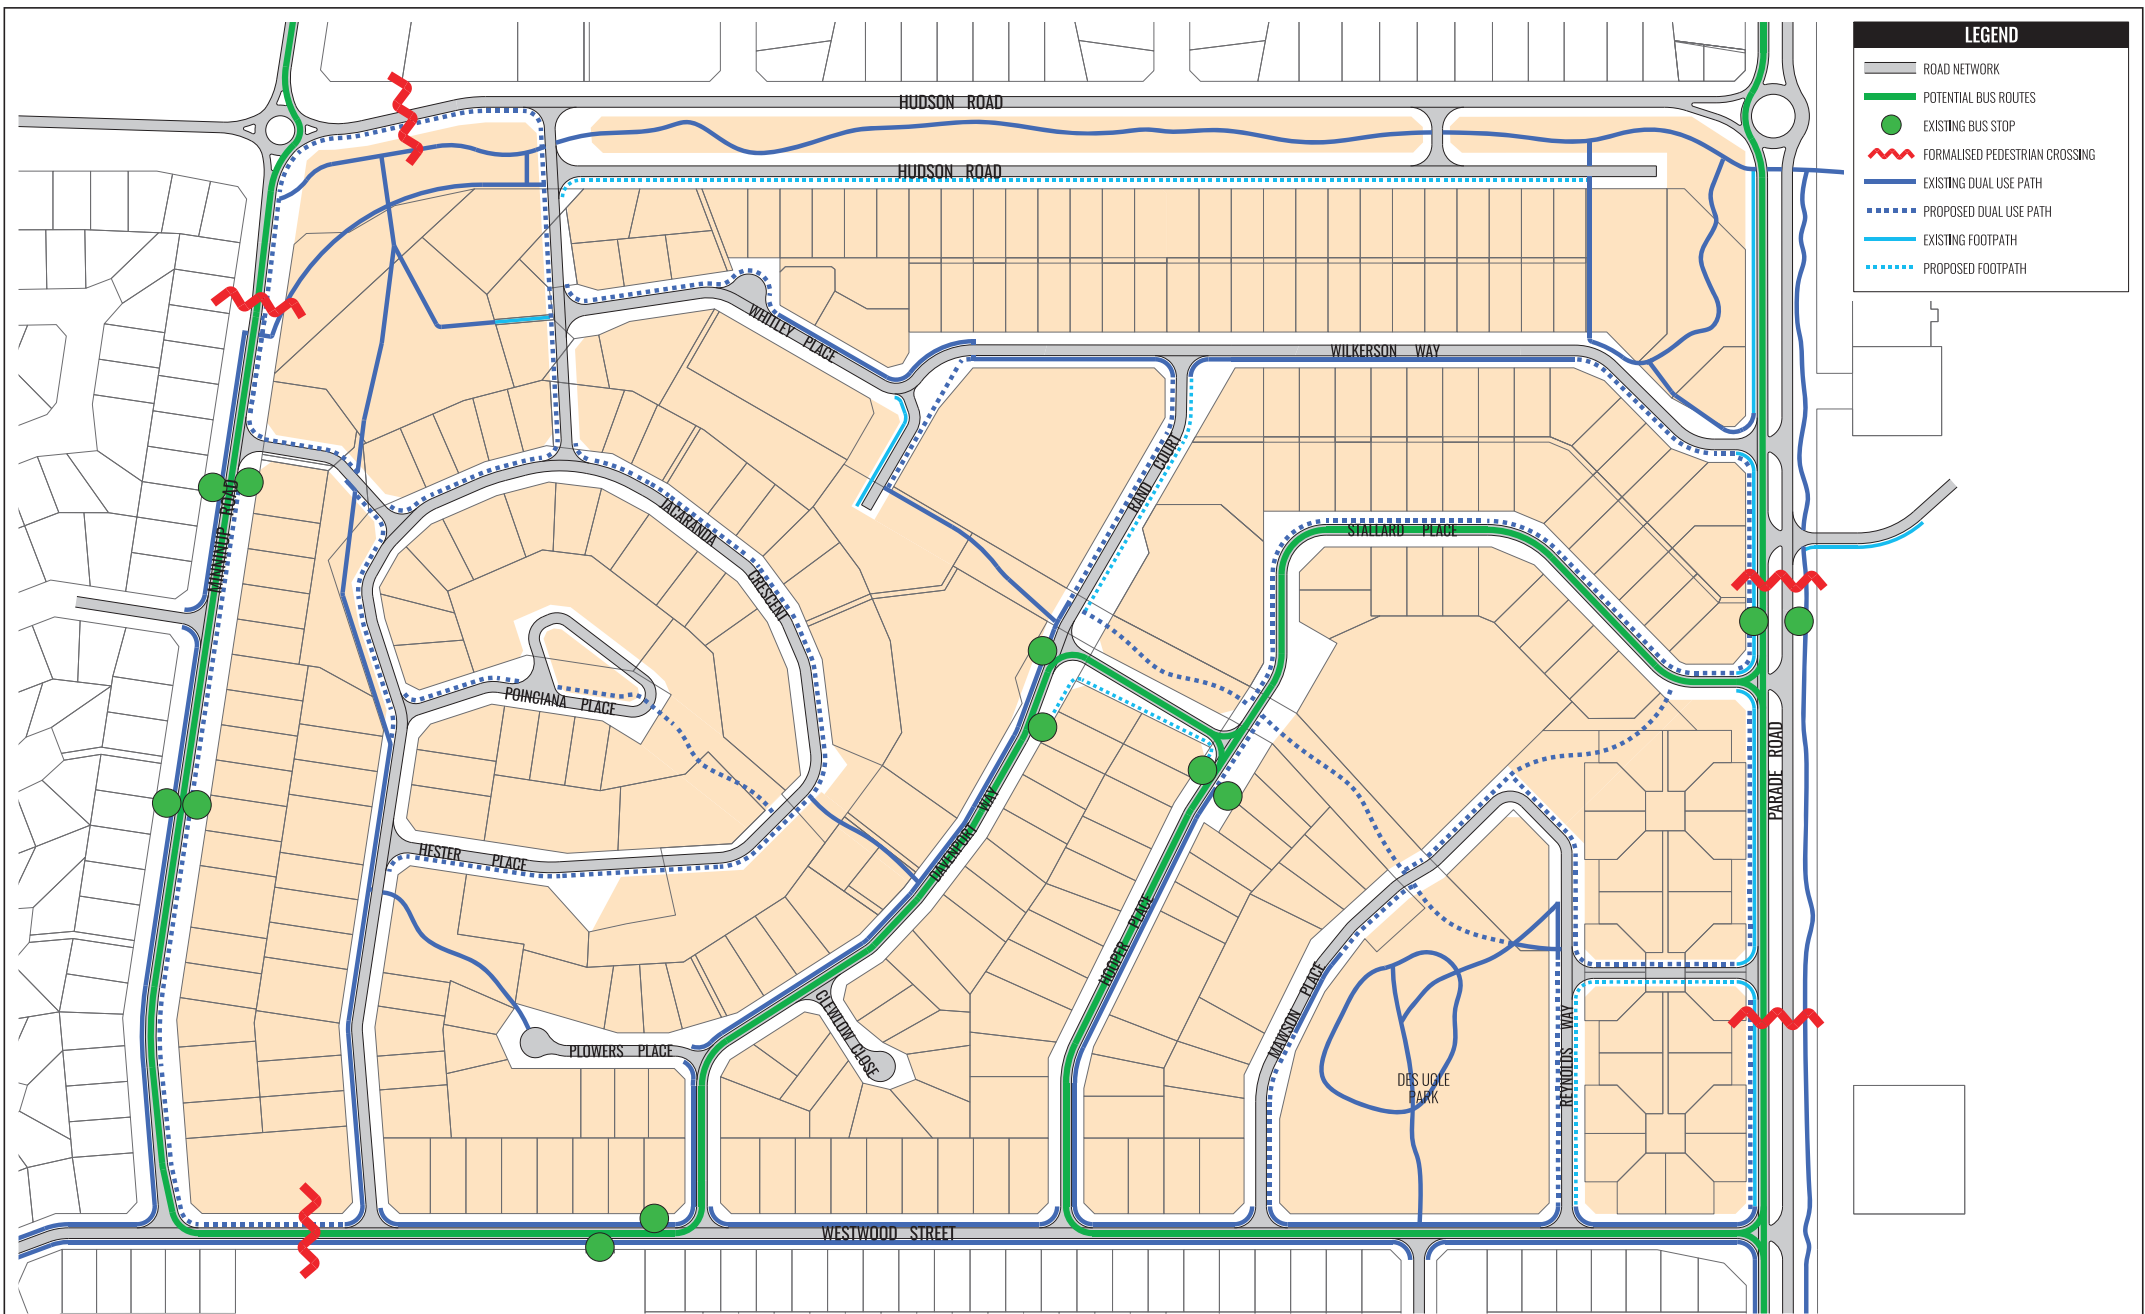 LEGEND
ROAD NETWORK
POTENTIAL BUS ROUTES
EXISTING BUS STOP
FORMALISED PEDESTRIAN CROSSING
EXISTING DUAL USE PATH
PROPOSED DUAL USE PATH
EXISTING FOOTPATH
PROPOSED FOOTPATH
HUDSON ROAD
HUDSON ROAD
WHITLEY PLACE
WILKERSON WAY
RAND COURT
STALLARD PLACE
MINNINUP ROAD
JACARANDA
CRESCENT
POINCIANA PLACE
HESTER PLACE
DAVENPORT WAY
HOOPER PLACE
PARADE ROAD
MAWSON PLACE
REYNOLDS WAY
CLEWLOW CLOSE
PLOWERS PLACE
DES UGLE
PARK
WESTWOOD STREET